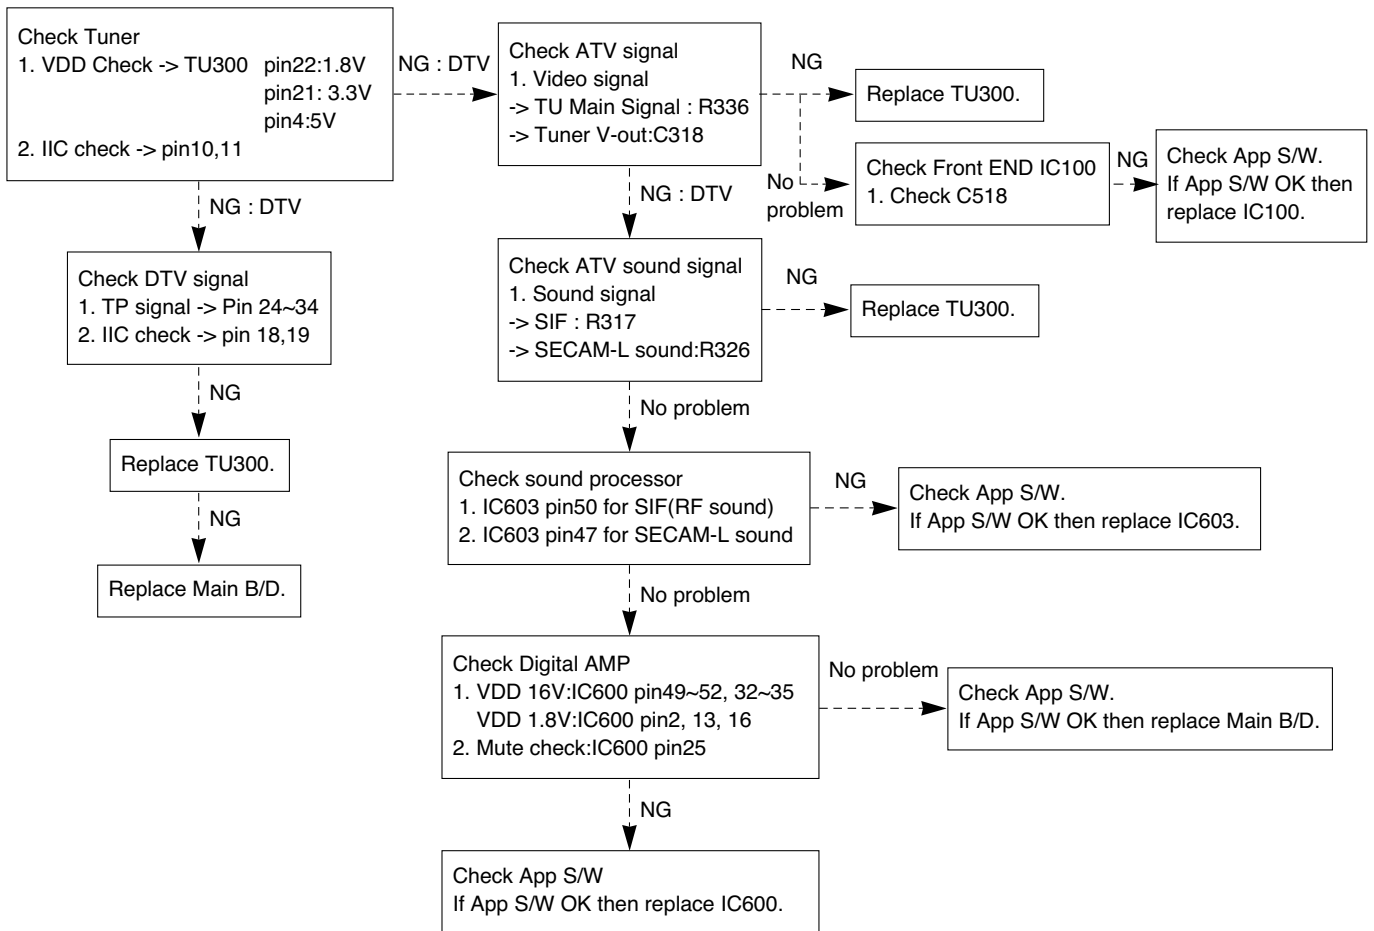 Check Tuner
1. VDD Check -> TU300 pin22:1.8V
pin21: 3.3V
pin4:5V
2. IIC check -> pin10,11
NG : DTV
Check ATV signal
1. Video signal
-> TU Main Signal : R336
-> Tuner V-out:C318
NG
Replace TU300.
No
problem
Check Front END IC100
1. Check C518
NG
Check App S/W.
If App S/W OK then
replace IC100.
NG : DTV
Check DTV signal
1. TP signal -> Pin 24~34
2. IIC check -> pin 18,19
NG
Replace TU300.
NG
Replace Main B/D.
NG : DTV
Check ATV sound signal
1. Sound signal
-> SIF : R317
-> SECAM-L sound:R326
NG
Replace TU300.
No problem
Check sound processor
1. IC603 pin50 for SIF(RF sound)
2. IC603 pin47 for SECAM-L sound
NG
Check App S/W.
If App S/W OK then replace IC603.
No problem
Check Digital AMP
1. VDD 16V:IC600 pin49~52, 32~35
VDD 1.8V:IC600 pin2, 13, 16
2. Mute check:IC600 pin25
No problem
Check App S/W.
If App S/W OK then replace Main B/D.
NG
Check App S/W
If App S/W OK then replace IC600.